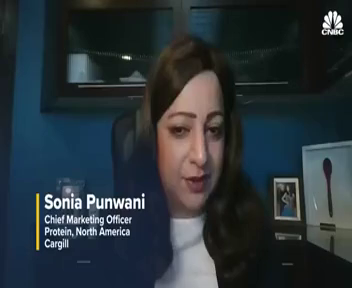 CNBC
Sonia Punwani
Chief Marketing Officer
Protein, North America
Cargill